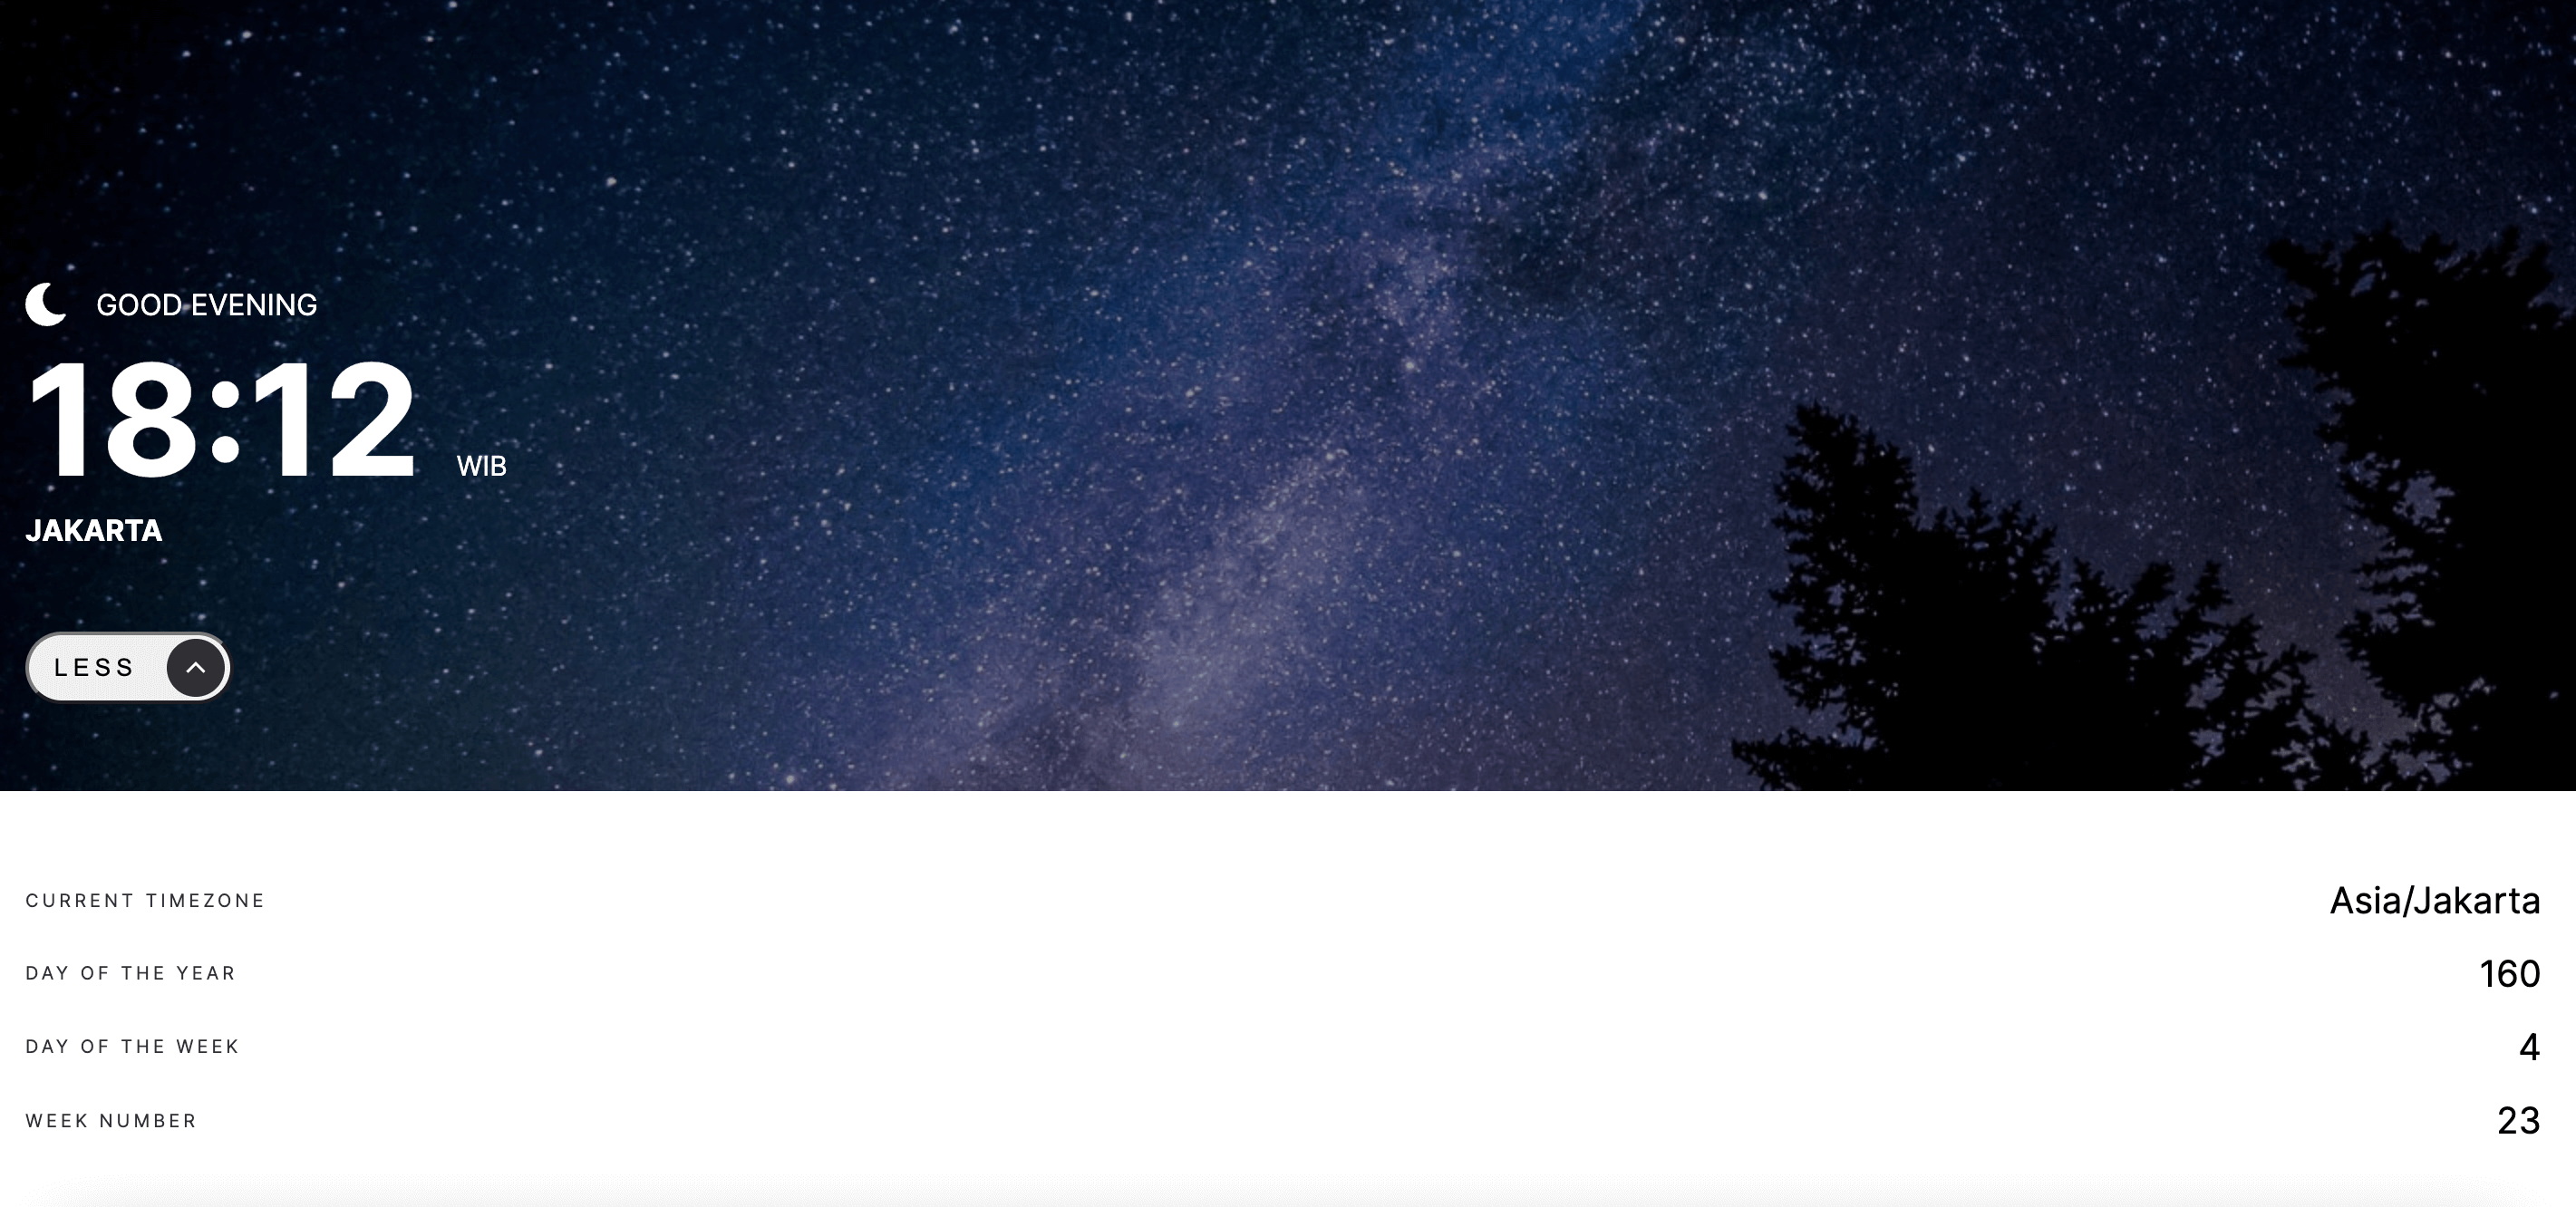 GOOD EVENING
18:12 WIB
JAKARTA
LESS
CURRENT TIMEZONE Asia/Jakarta
DAY OF THE YEAR 160
DAY OF THE WEEK 4
WEEK NUMBER 23